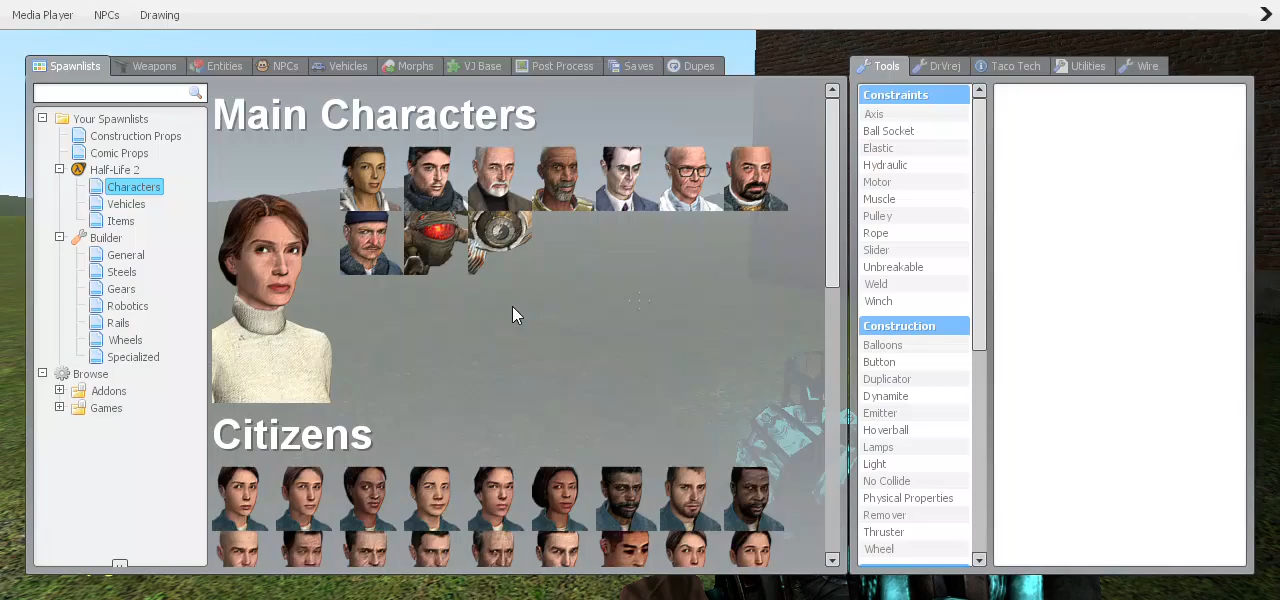 Media Player NPCs Drawing
Spawnlists Weapons Entities NPCs Vehicles Morphs VJ Base Post Process Saves Dupes
Tools DrVrej Taco Tech Utilities Wire
Your Spawnlists
Construction Props
Comic Props
Half-Life 2
Characters
Vehicles
Items
Builder
General
Steels
Gears
Robotics
Rails
Wheels
Specialized
Browse
Addons
Games
Main Characters
Citizens
Constraints
Axis
Ball Socket
Elastic
Hydraulic
Motor
Muscle
Pulley
Rope
Slider
Unbreakable
Weld
Winch
Construction
Balloons
Button
Duplicator
Dynamite
Emitter
Hoverball
Lamps
Light
No Collide
Physical Properties
Remover
Thruster
Wheel